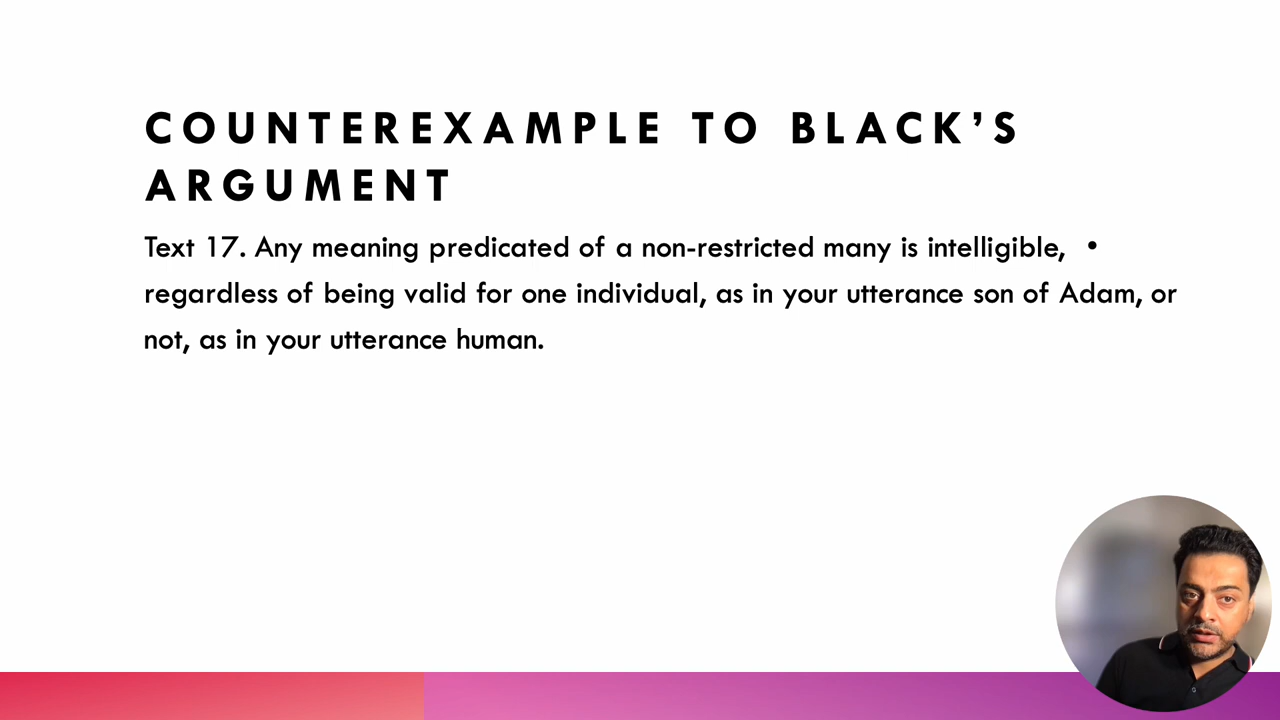 COUNTEREXAMPLE TO BLACK’S
ARGUMENT
Text 17. Any meaning predicated of a non-restricted many is intelligible, •
regardless of being valid for one individual, as in your utterance son of Adam, or
not, as in your utterance human.